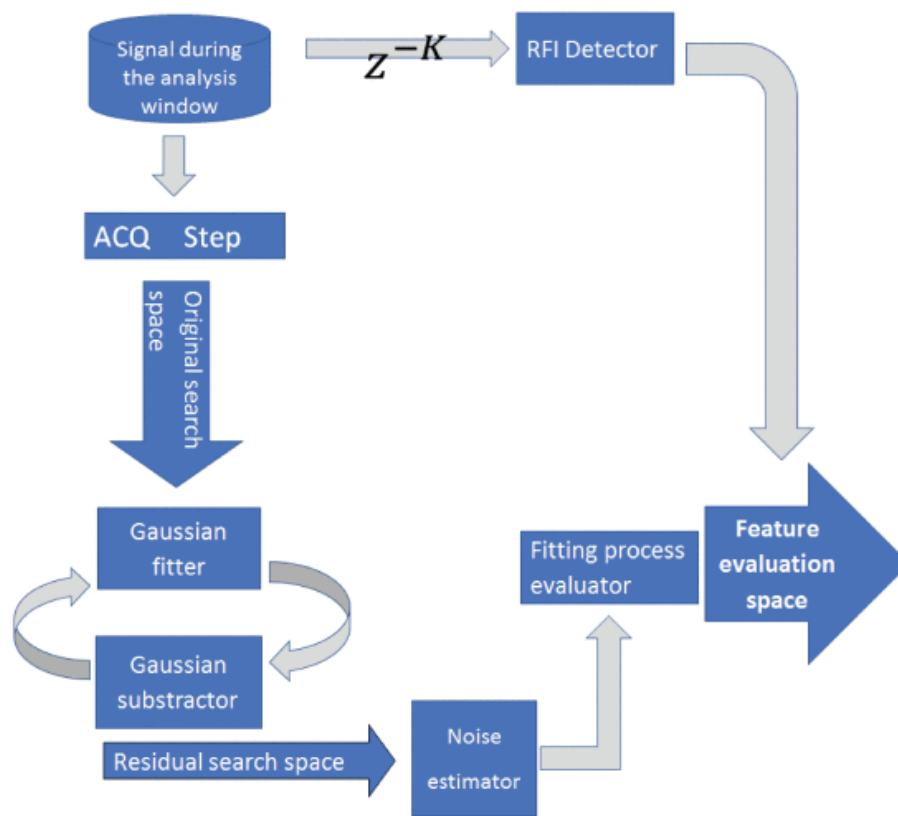 Signal during
the analysis
window
z^{-K}
RFI Detector
ACQ Step
Original search
space
Gaussian
fitter
Gaussian
substractor
Residual search space
Noise
estimator
Fitting process
evaluator
Feature
evaluation
space